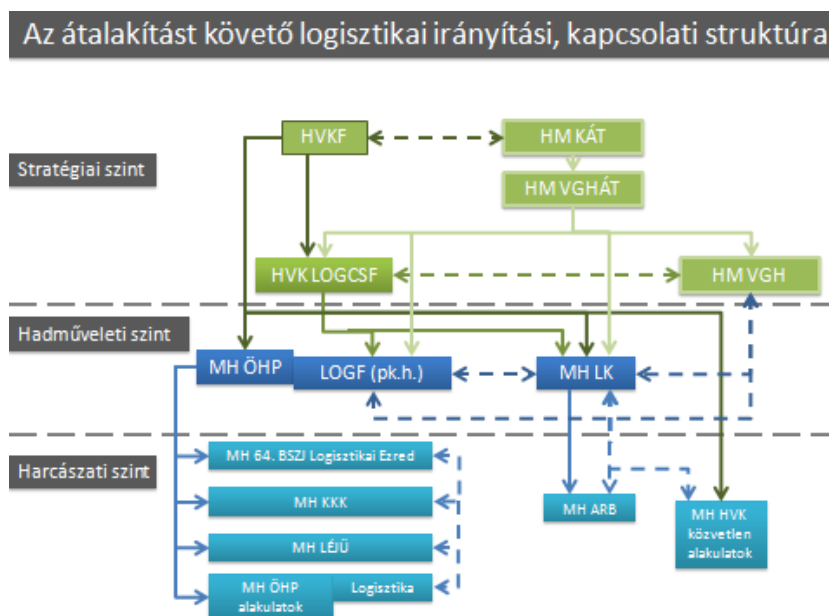 Az átalakítást követő logisztikai irányítási, kapcsolati struktúra
HVKF
HM KÁT
Stratégiai szint
HM VGHÁT
HVK LOGCSF
HM VGH
Hadműveleti szint
MH ÖHP
LOGF (pk.h.)
MH LK
Harcászati szint
MH 64. BSZJ Logisztikai Ezred
MH KKK
MH ARB
MH HVK
közvetlen
alakulatok
MH LÉJÜ
MH ÖHP
alakulatok
Logisztika